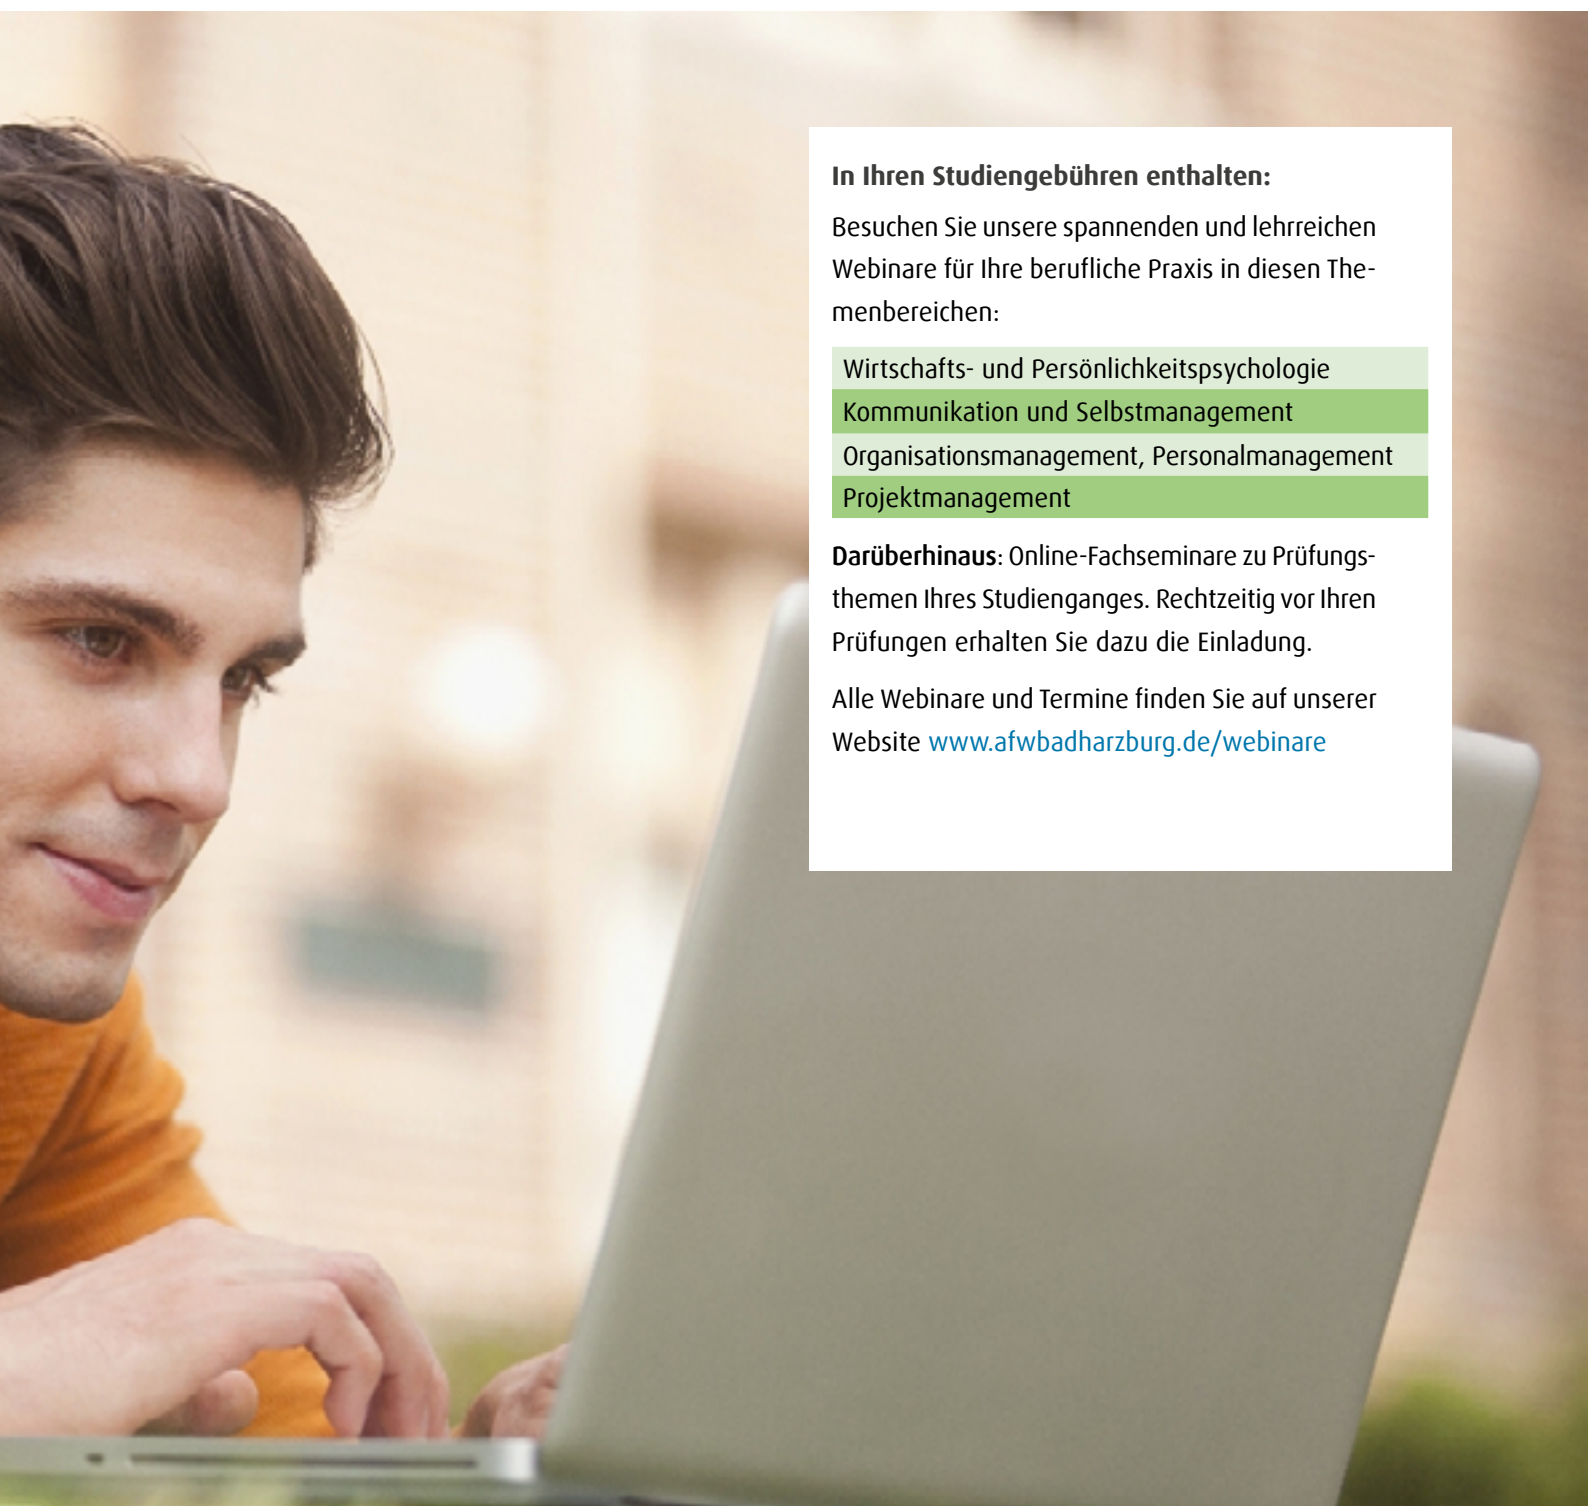 In Ihren Studiengebühren enthalten:
Besuchen Sie unsere spannenden und lehrreichen
Webinare für Ihre berufliche Praxis in diesen The-
menbereichen:
Wirtschafts- und Persönlichkeitspsychologie
Kommunikation und Selbstmanagement
Organisationsmanagement, Personalmanagement
Projektmanagement
Darüberhinaus: Online-Fachseminare zu Prüfungs-
themen Ihres Studienganges. Rechtzeitig vor Ihren
Prüfungen erhalten Sie dazu die Einladung.
Alle Webinare und Termine finden Sie auf unserer
Website www.afwbadharzburg.de/webinare